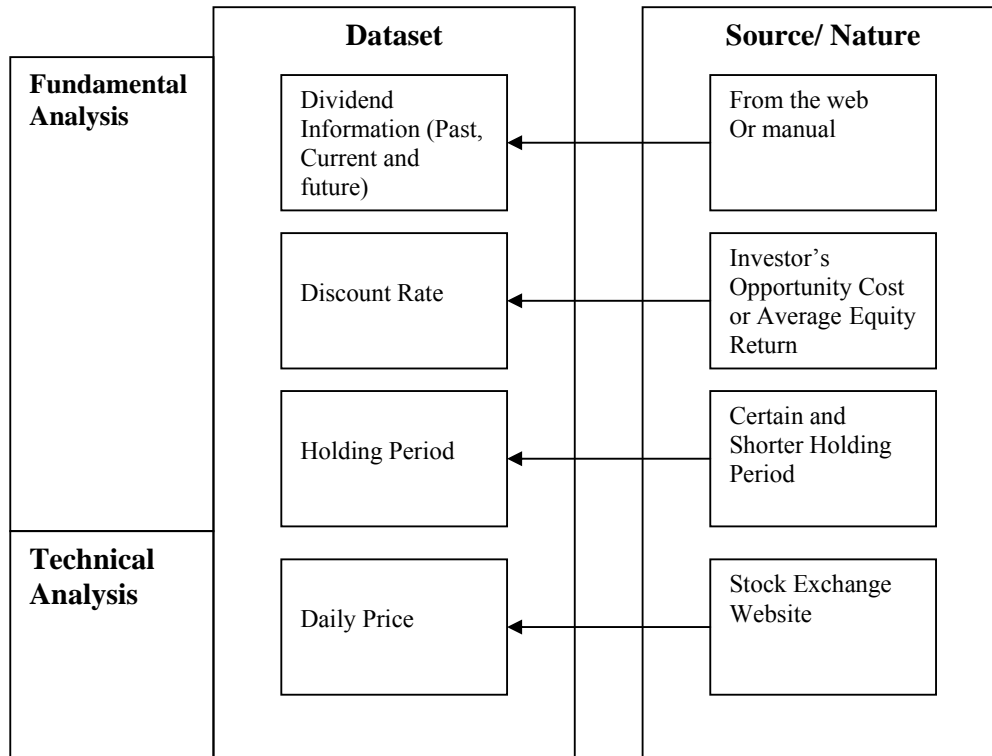 Dataset
Source/ Nature
Fundamental
Analysis
Dividend
Information (Past,
Current and
future)
From the web
Or manual
Discount Rate
Investor’s
Opportunity Cost
or Average Equity
Return
Holding Period
Certain and
Shorter Holding
Period
Technical
Analysis
Daily Price
Stock Exchange
Website